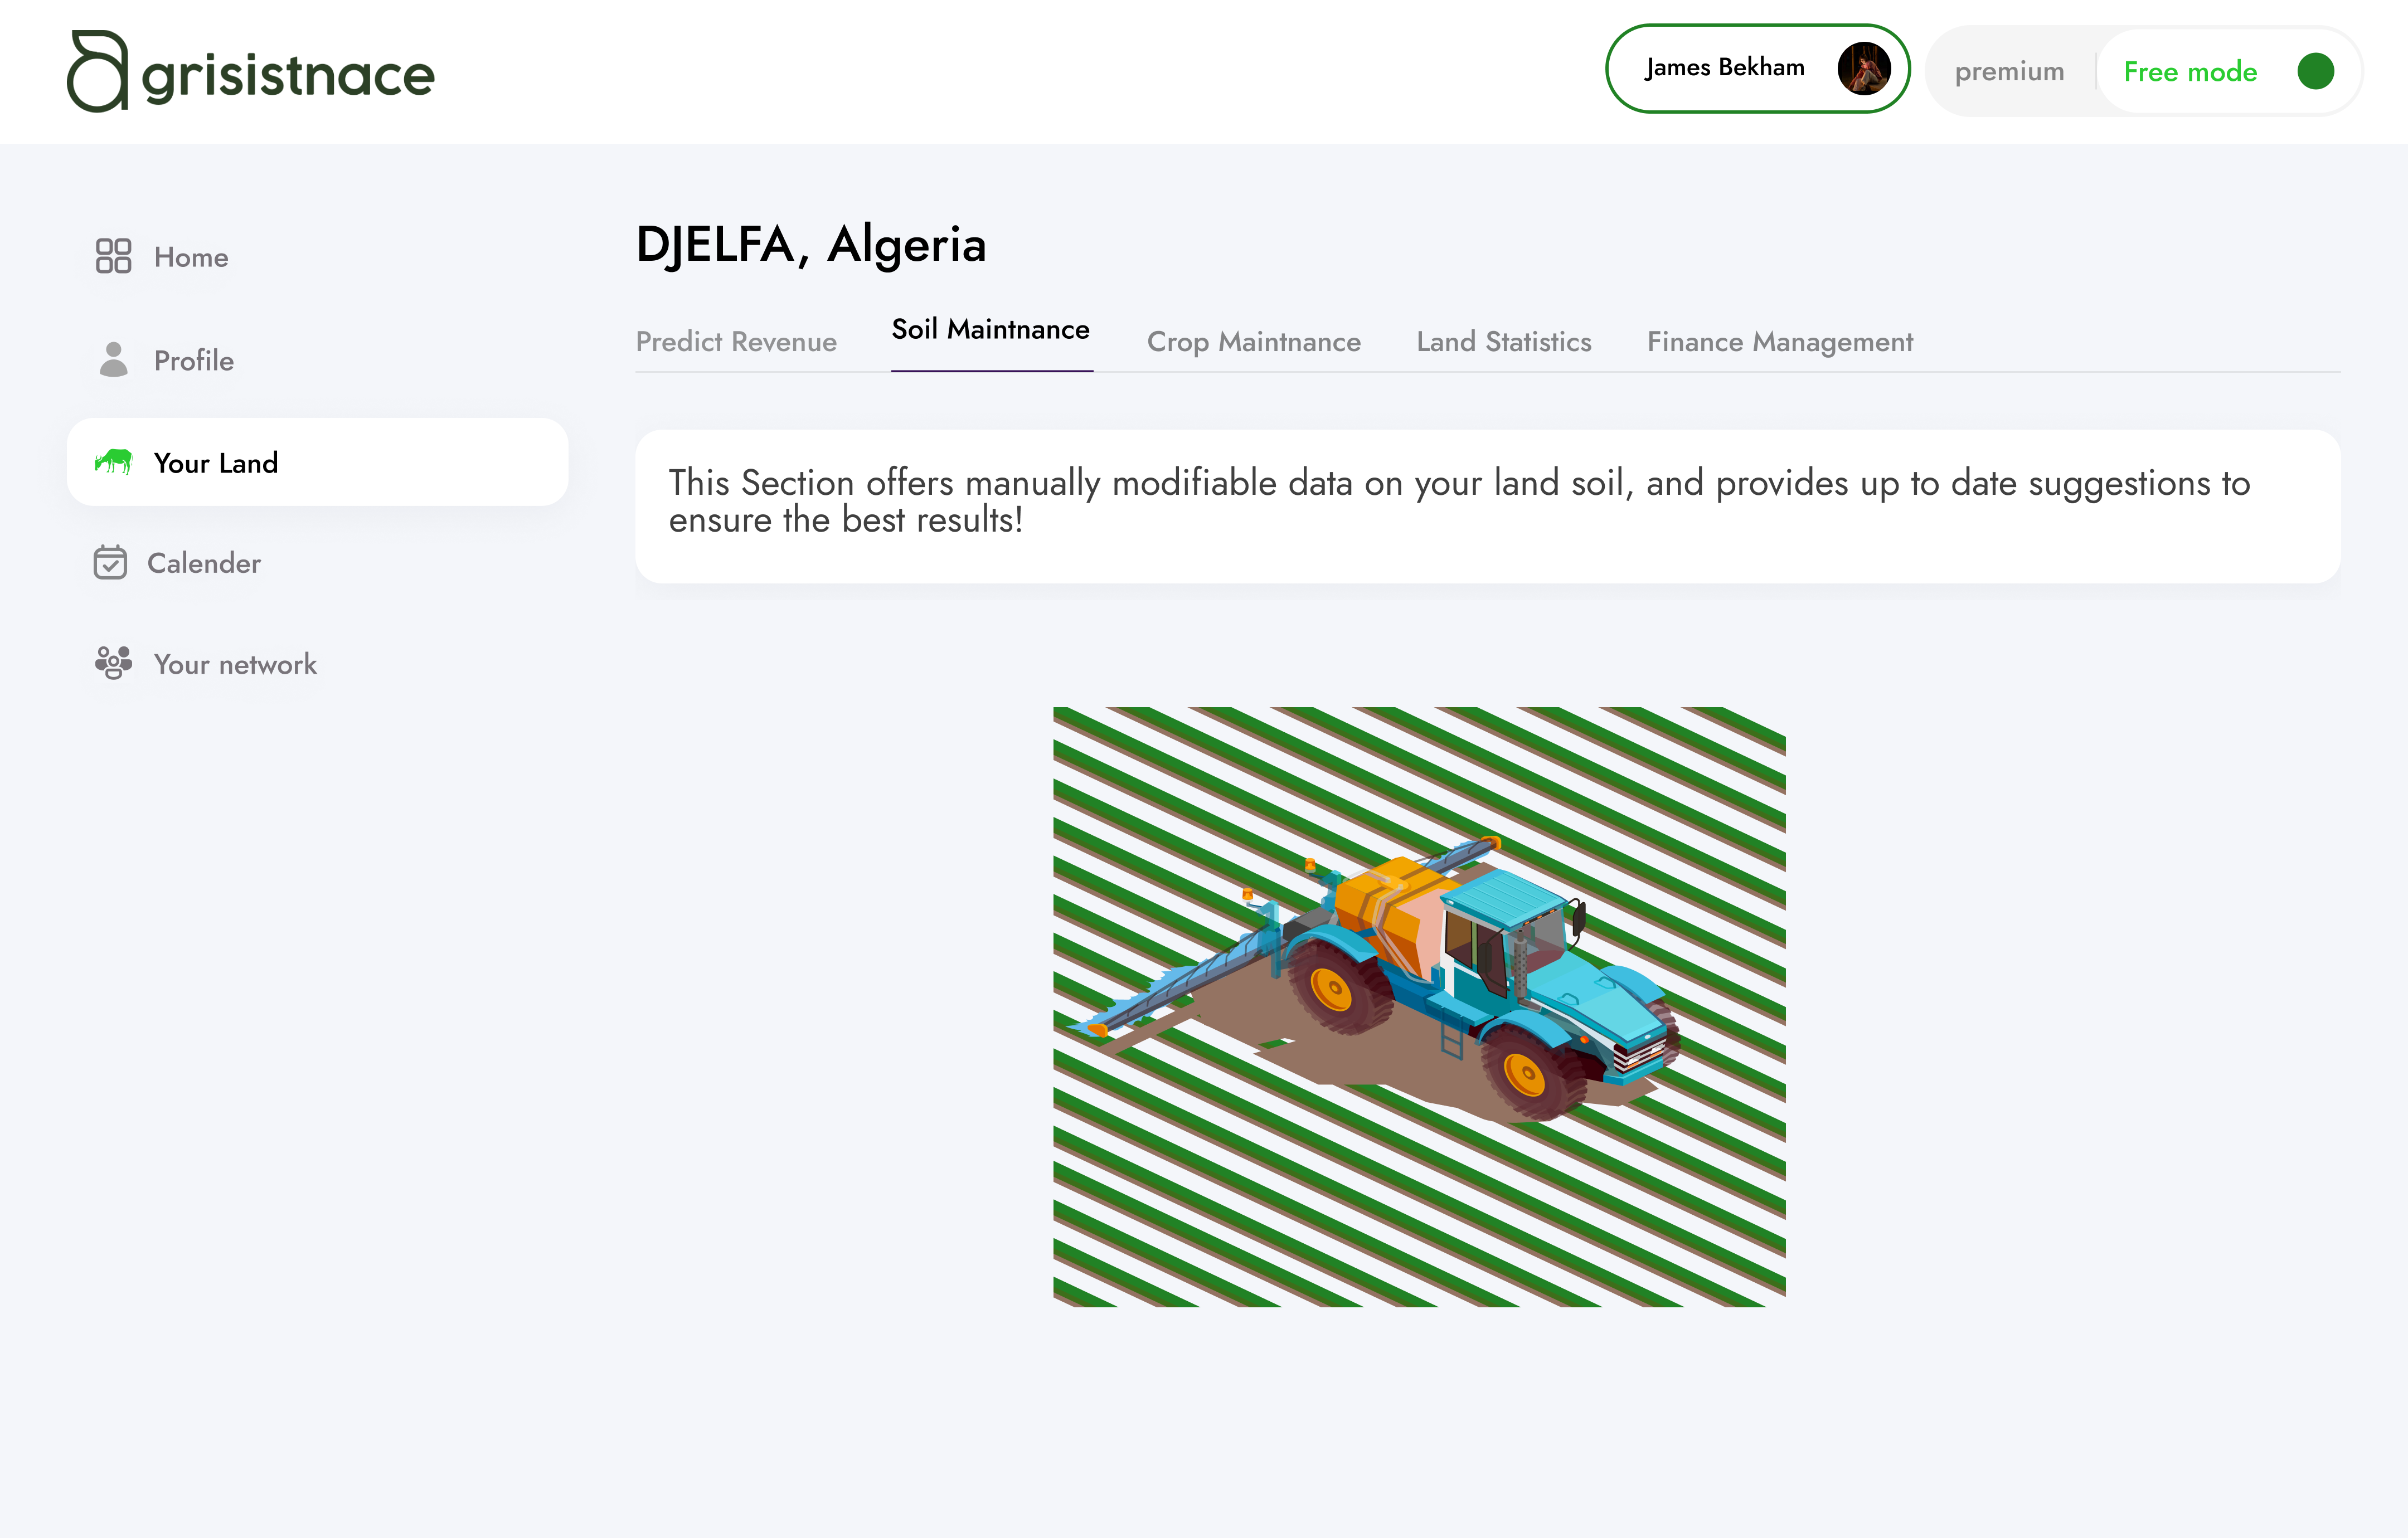 agrisistnace
James Bekham
premium
Free mode
Home
Profile
Your Land
Calender
Your network
DJELFA, Algeria
Predict Revenue
Soil Maintnance
Crop Maintnance
Land Statistics
Finance Management
This Section offers manually modifiable data on your land soil, and provides up to date suggestions to
ensure the best results!